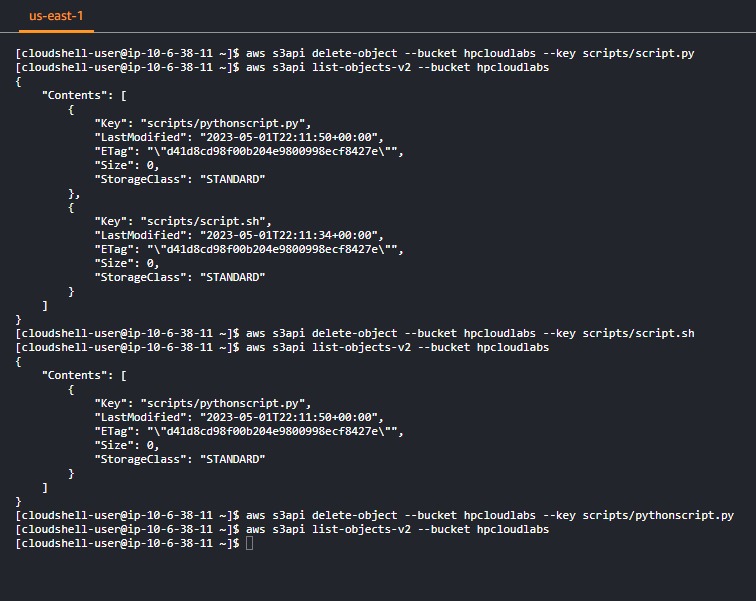 us-east-1
[cloudshell-user@ip-10-6-38-11 ~]$ aws s3api delete-object --bucket hpcloudlabs --key scripts/script.py
[cloudshell-user@ip-10-6-38-11 ~]$ aws s3api list-objects-v2 --bucket hpcloudlabs
{
    "Contents": [
        {
            "Key": "scripts/pythonscript.py",
            "LastModified": "2023-05-01T22:11:50+00:00",
            "ETag": "\"d41d8cd98f00b204e9800998ecf8427e\"",
            "Size": 0,
            "StorageClass": "STANDARD"
        },
        {
            "Key": "scripts/script.sh",
            "LastModified": "2023-05-01T22:11:34+00:00",
            "ETag": "\"d41d8cd98f00b204e9800998ecf8427e\"",
            "Size": 0,
            "StorageClass": "STANDARD"
        }
    ]
}
[cloudshell-user@ip-10-6-38-11 ~]$ aws s3api delete-object --bucket hpcloudlabs --key scripts/script.sh
[cloudshell-user@ip-10-6-38-11 ~]$ aws s3api list-objects-v2 --bucket hpcloudlabs
{
    "Contents": [
        {
            "Key": "scripts/pythonscript.py",
            "LastModified": "2023-05-01T22:11:50+00:00",
            "ETag": "\"d41d8cd98f00b204e9800998ecf8427e\"",
            "Size": 0,
            "StorageClass": "STANDARD"
        }
    ]
}
[cloudshell-user@ip-10-6-38-11 ~]$ aws s3api delete-object --bucket hpcloudlabs --key scripts/pythonscript.py
[cloudshell-user@ip-10-6-38-11 ~]$ aws s3api list-objects-v2 --bucket hpcloudlabs
[cloudshell-user@ip-10-6-38-11 ~]$